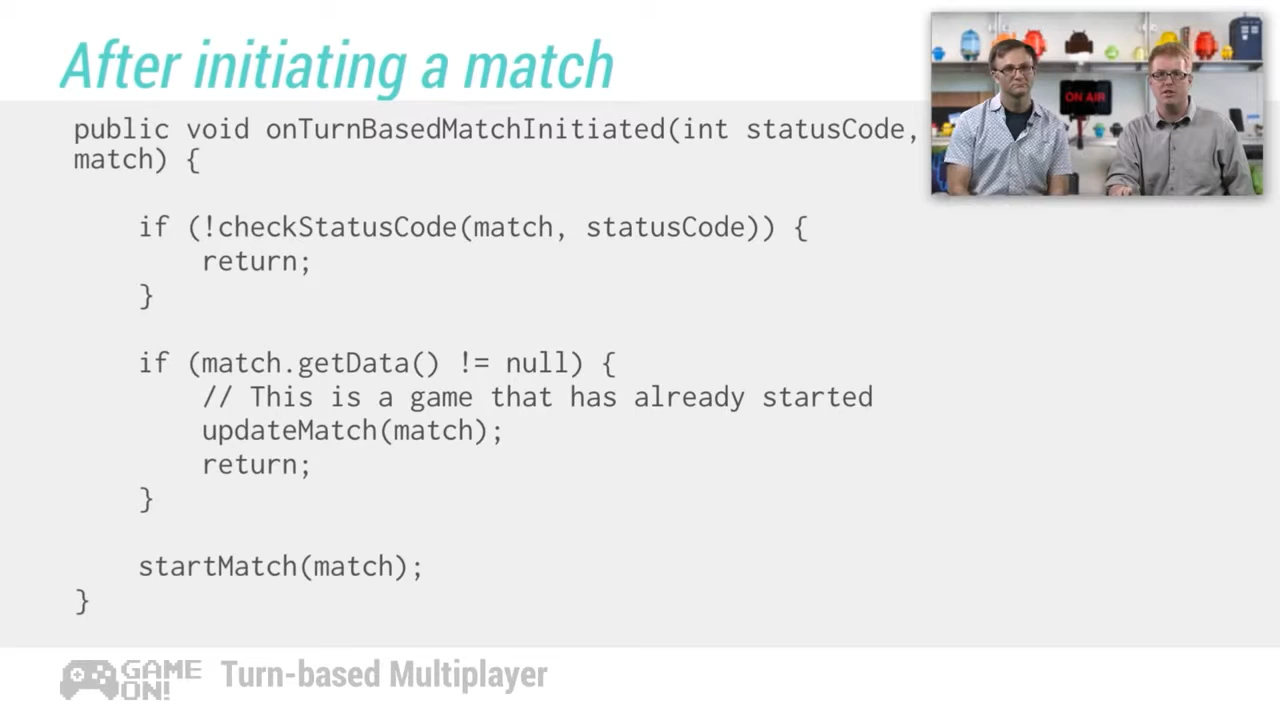 After initiating a match
public void onTurnBasedMatchInitiated(int statusCode,
match) {
if (!checkStatusCode(match, statusCode)) {
return;
}
if (match.getData() != null) {
// This is a game that has already started
updateMatch(match);
return;
}
startMatch(match);
}
ON AIR
GAME
ON!
Turn-based Multiplayer